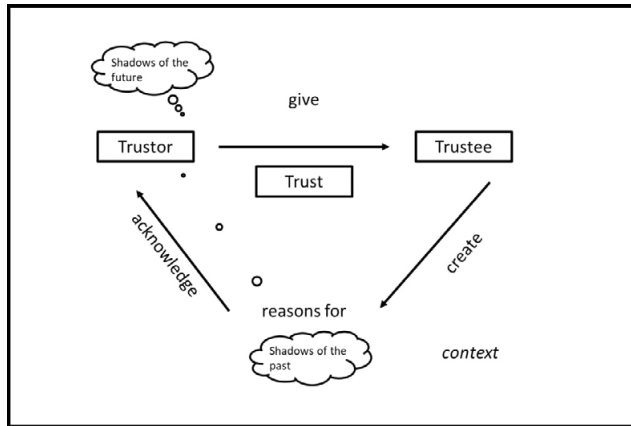 Shadows of the
future
give
Trustor
Trustee
Trust
acknowledge
create
reasons for
Shadows of the
past
context